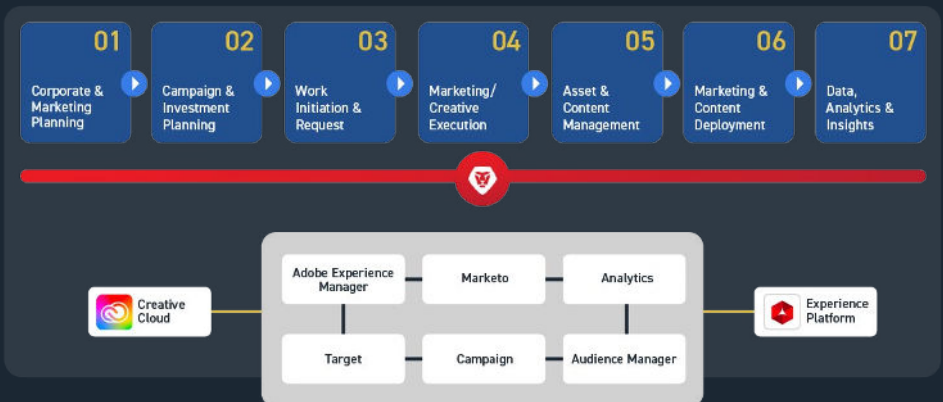 01
Corporate &
Marketing
Planning
02
Campaign &
Investment
Planning
03
Work
Initiation &
Request
04
Marketing/
Creative
Execution
05
Asset &
Content
Management
06
Marketing &
Content
Deployment
07
Data,
Analytics &
Insights
Adobe Experience
Manager
Marketo
Analytics
Creative
Cloud
Experience
Platform
Target
Campaign
Audience Manager